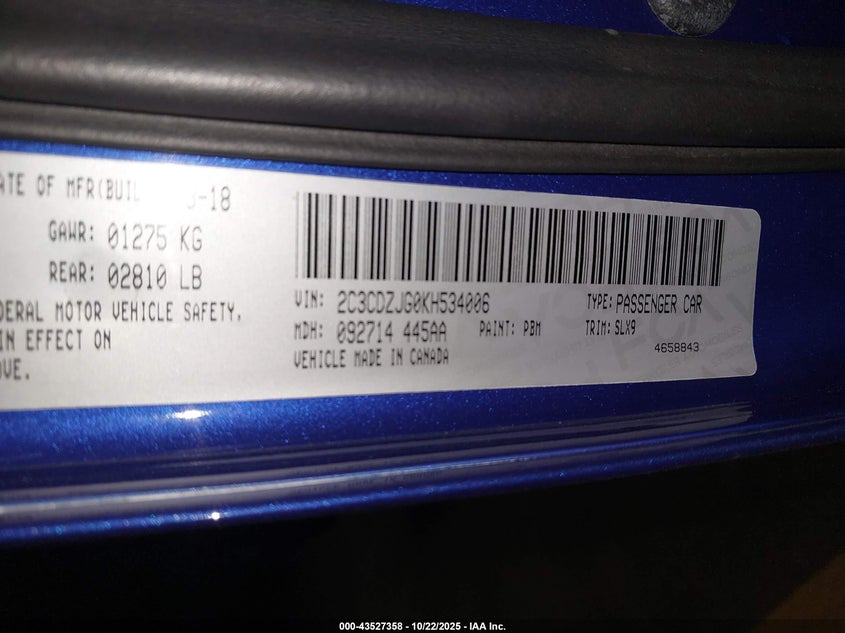 ATE OF MFR(BUI -18
GAWR: 01275 KG
REAR: 02810 LB
DERAL MOTOR VEHICLE SAFETY,
IN EFFECT ON
OVE.
VIN: 2C3CDZJG0KH534006 TYPE: PASSENGER CAR
MDH: 092714 445AA PAINT: PBM TRIM: SLX9
VEHICLE MADE IN CANADA 4658843
000-43527358 - 10/22/2025 - IAA Inc.